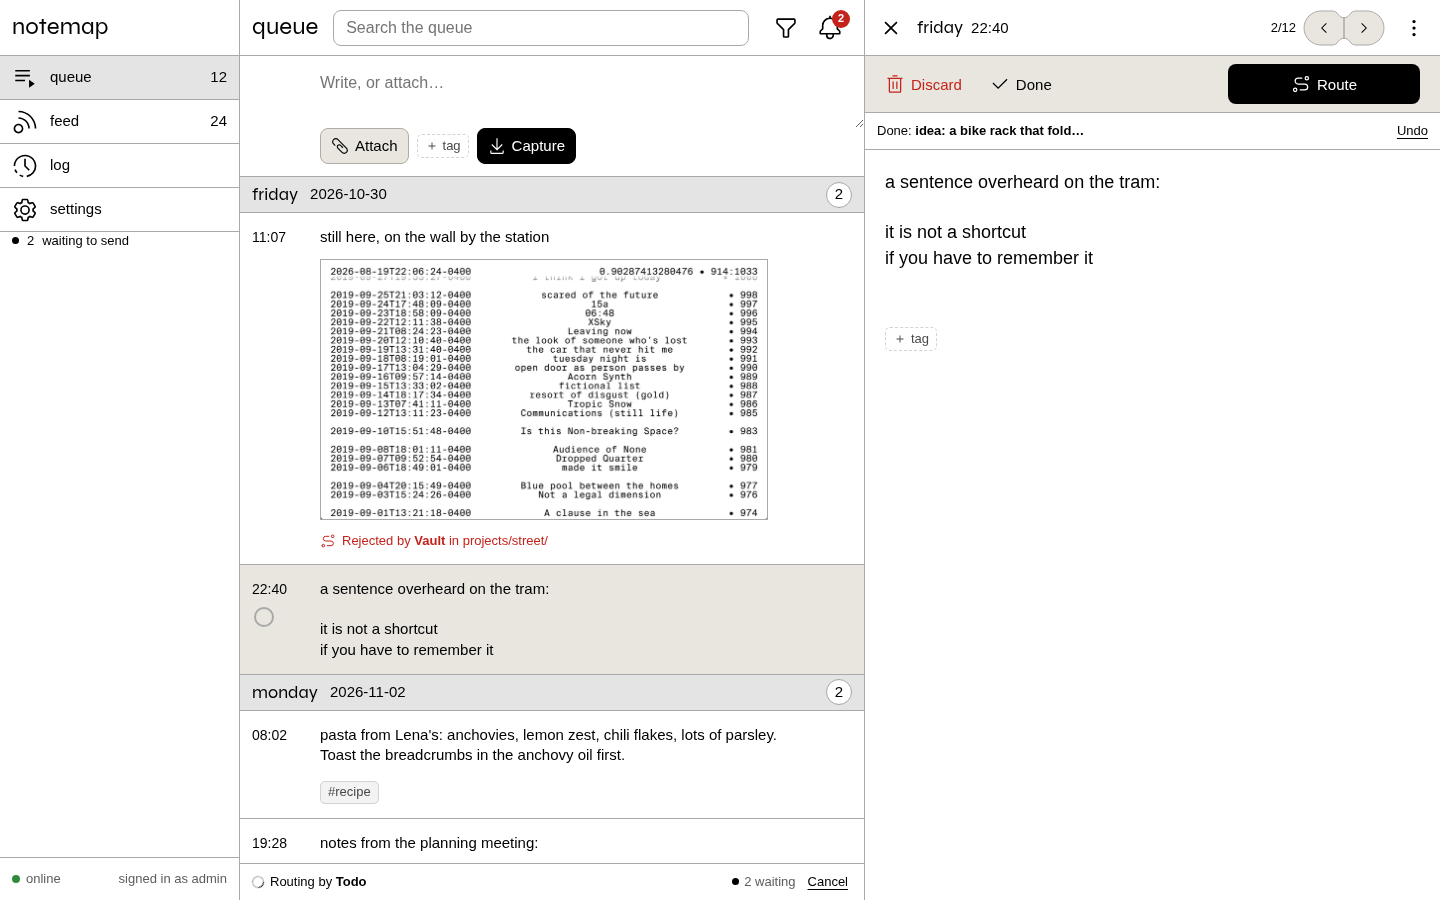 notemap
queue 12
feed 24
log
settings
2 waiting to send
online signed in as admin
queue Search the queue 2
Write, or attach…
Attach + tag Capture
friday 2026-10-30 2
11:07 still here, on the wall by the station
2026-08-19T22:06:24-0400 0.90287413280476 • 914:1033
2019-09-25T21:03:12-0400 scared of the future • 998
2019-09-24T17:48:09-0400 15a • 997
2019-09-23T18:58:09-0400 06:48 • 996
2019-09-22T12:11:38-0400 XSky • 995
2019-09-21T08:24:23-0400 Leaving now • 994
2019-09-20T12:10:40-0400 the look of someone who's lost • 993
2019-09-19T13:31:40-0400 the car that never hit me • 992
2019-09-18T08:19:01-0400 tuesday night is • 991
2019-09-17T13:04:29-0400 open door as person passes by • 990
2019-09-16T09:57:14-0400 Acorn Synth • 989
2019-09-15T13:33:02-0400 fictional list • 988
2019-09-14T18:17:34-0400 resort of disgust (gold) • 987
2019-09-13T07:41:11-0400 Tropic Snow • 986
2019-09-12T13:11:23-0400 Communications (still life) • 985
2019-09-10T15:51:48-0400 Is this Non-breaking Space? • 983
2019-09-08T18:01:11-0400 Audience of None • 981
2019-09-07T09:52:54-0400 Dropped Quarter • 980
2019-09-06T18:49:01-0400 made it smile • 979
2019-09-04T20:15:49-0400 Blue pool between the homes • 977
2019-09-03T15:24:26-0400 Not a legal dimension • 976
2019-09-01T13:21:18-0400 A clause in the sea • 974
Rejected by Vault in projects/street/
22:40 a sentence overheard on the tram:
it is not a shortcut
if you have to remember it
monday 2026-11-02 2
08:02 pasta from Lena's: anchovies, lemon zest, chili flakes, lots of parsley.
Toast the breadcrumbs in the anchovy oil first.
#recipe
19:28 notes from the planning meeting:
Routing by Todo 2 waiting Cancel
friday 22:40 2/12
Discard Done Route
Done: idea: a bike rack that fold… Undo
a sentence overheard on the tram:
it is not a shortcut
if you have to remember it
+ tag